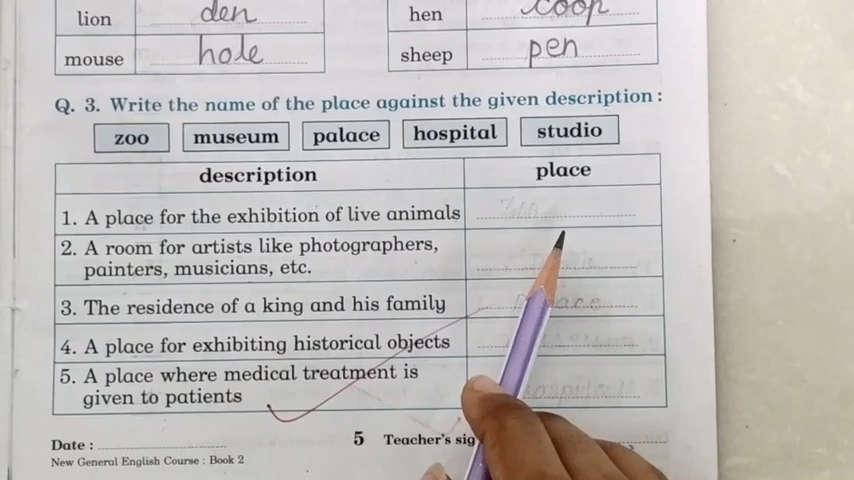 lion den hen coop
mouse hole sheep pen
Q. 3. Write the name of the place against the given description :
zoo museum palace hospital studio
description place
1. A place for the exhibition of live animals
2. A room for artists like photographers,
painters, musicians, etc.
3. The residence of a king and his family
4. A place for exhibiting historical objects
5. A place where medical treatment is
given to patients
Date : 5 Teacher's sig
New General English Course : Book 2